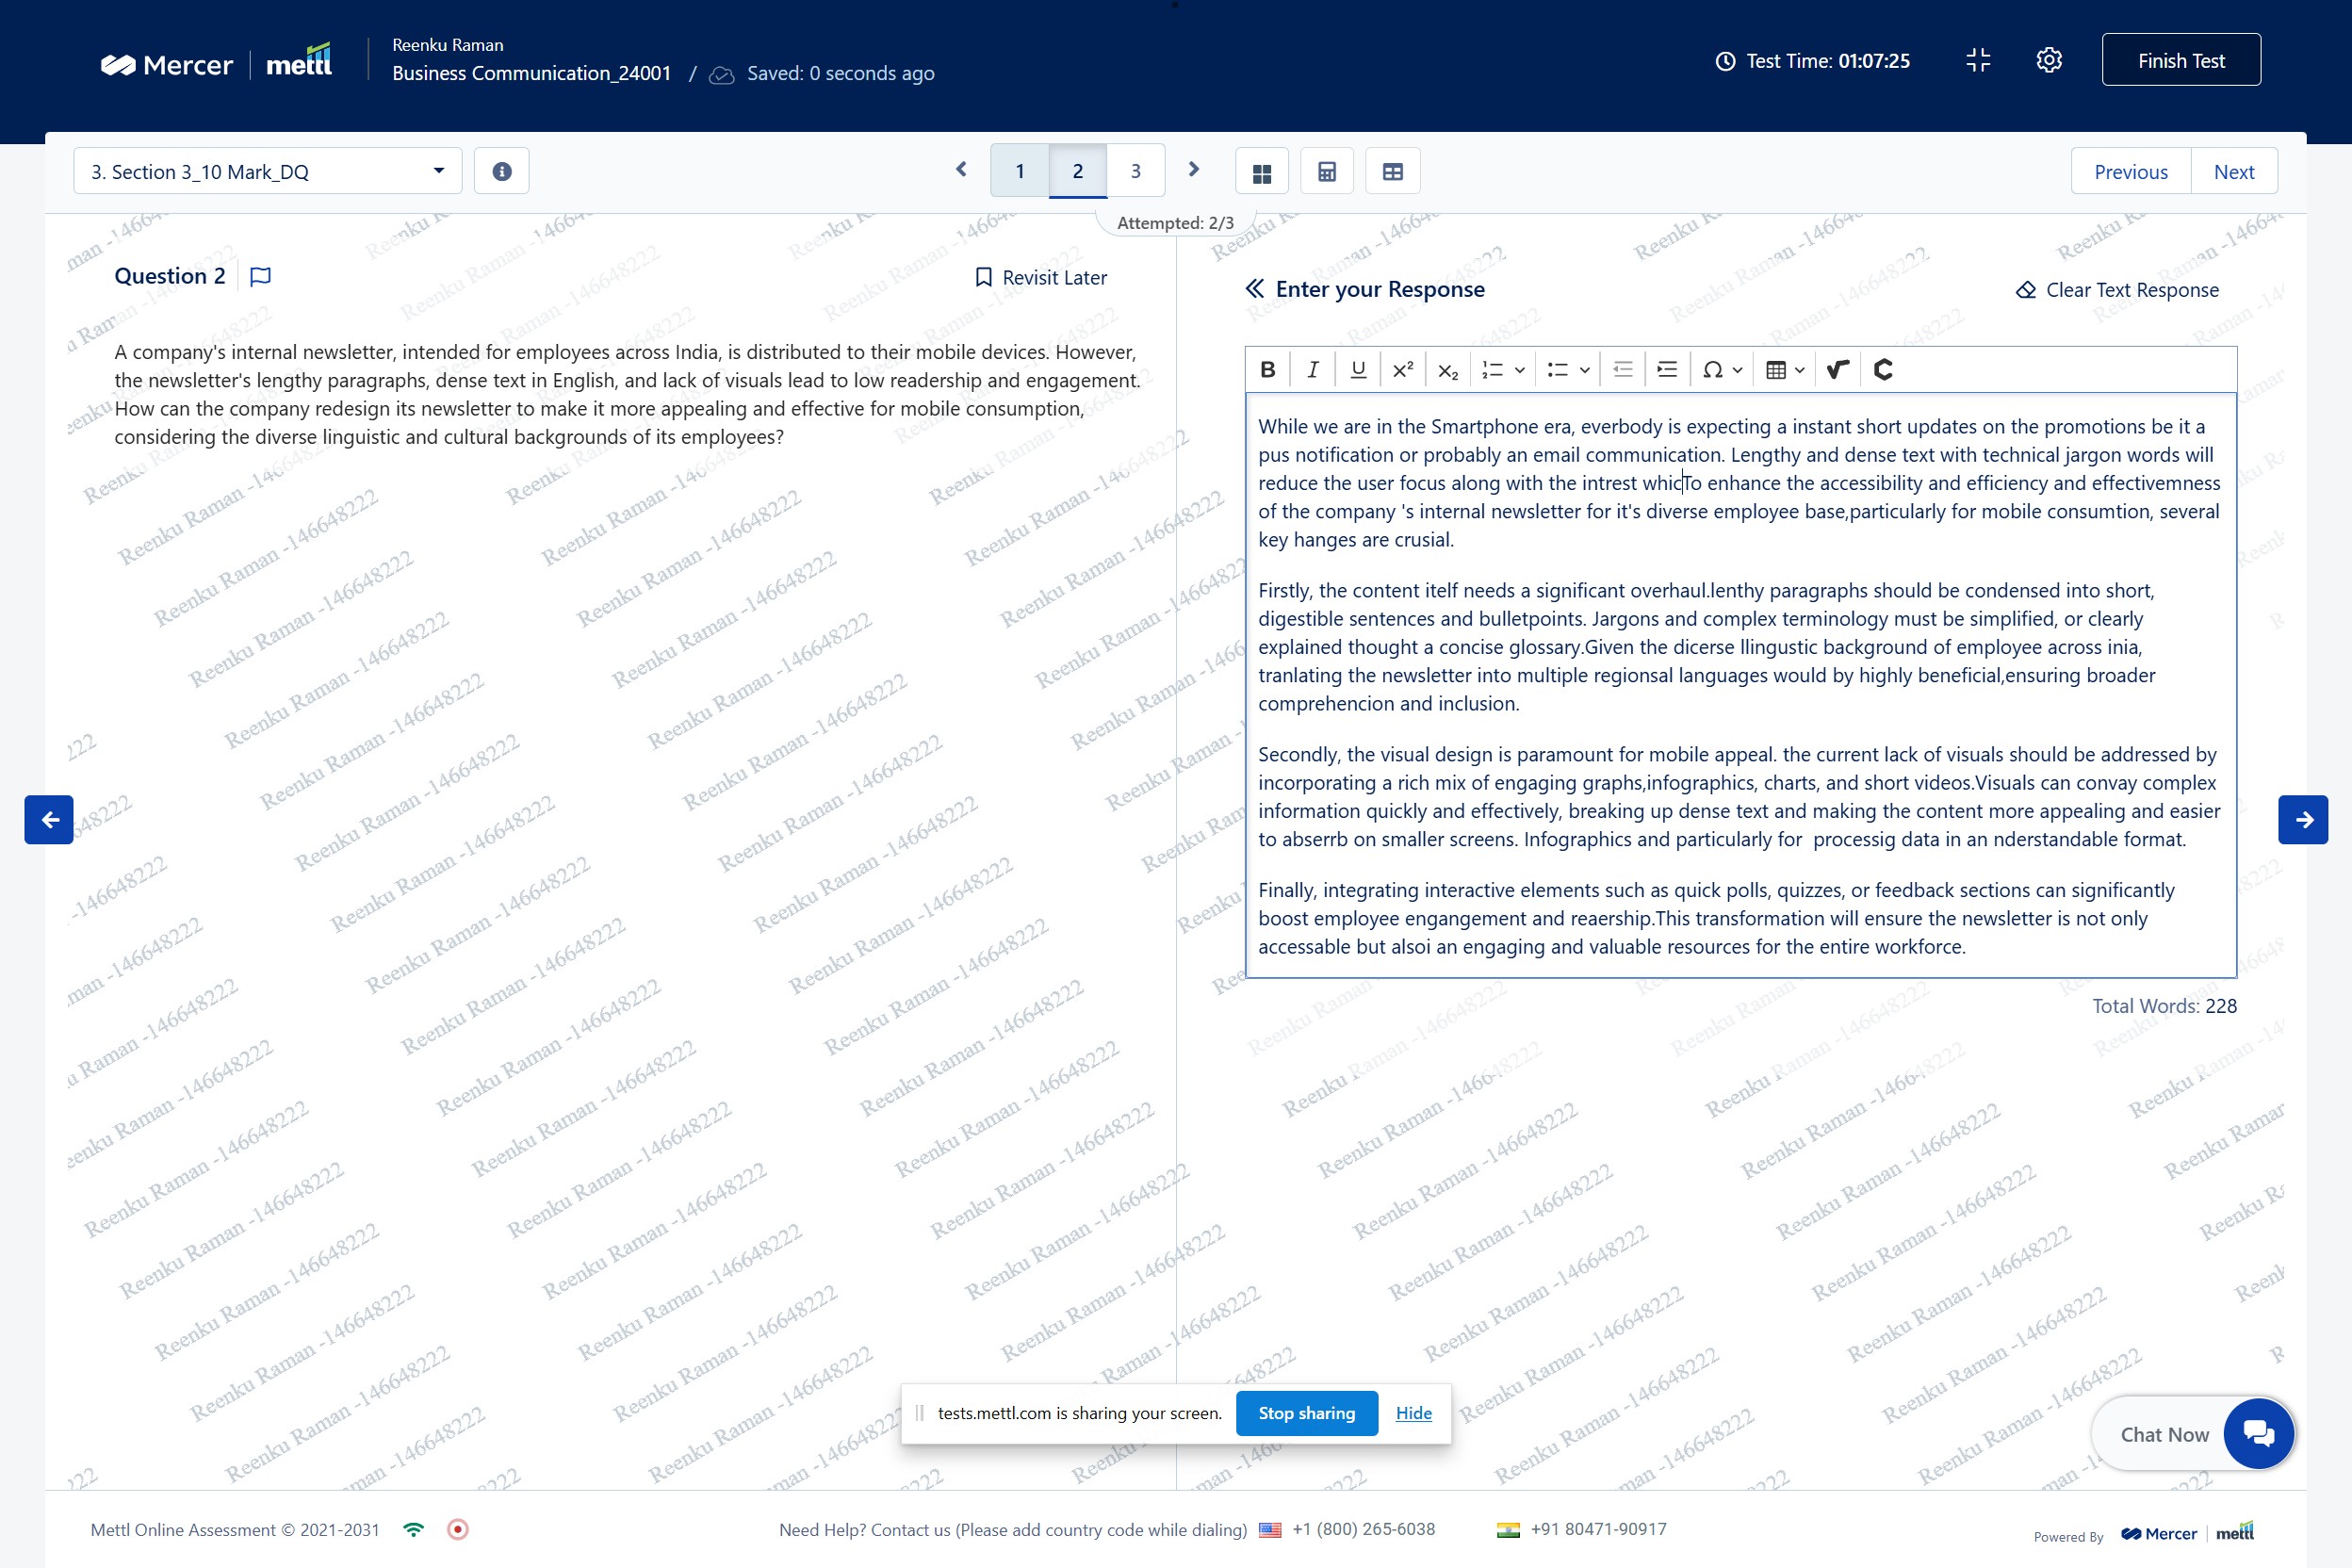 Mercer mettl
Reenku Raman
Business Communication_24001 / Saved: 0 seconds ago
Test Time: 01:07:25
Finish Test
3. Section 3_10 Mark_DQ
1 2 3
Previous Next
Attempted: 2/3
Question 2
Revisit Later
A company's internal newsletter, intended for employees across India, is distributed to their mobile devices. However,
the newsletter's lengthy paragraphs, dense text in English, and lack of visuals lead to low readership and engagement.
How can the company redesign its newsletter to make it more appealing and effective for mobile consumption,
considering the diverse linguistic and cultural backgrounds of its employees?
Enter your Response
Clear Text Response
While we are in the Smartphone era, everbody is expecting a instant short updates on the promotions be it a
pus notification or probably an email communication. Lengthy and dense text with technical jargon words will
reduce the user focus along with the intrest whicTo enhance the accessibility and efficiency and effectivemness
of the company 's internal newsletter for it's diverse employee base,particularly for mobile consumtion, several
key hanges are crusial.
Firstly, the content itelf needs a significant overhaul.lenthy paragraphs should be condensed into short,
digestible sentences and bulletpoints. Jargons and complex terminology must be simplified, or clearly
explained thought a concise glossary.Given the dicerse llingustic background of employee across inia,
tranlating the newsletter into multiple regionsal languages would by highly beneficial,ensuring broader
comprehencion and inclusion.
Secondly, the visual design is paramount for mobile appeal. the current lack of visuals should be addressed by
incorporating a rich mix of engaging graphs,infographics, charts, and short videos.Visuals can convay complex
information quickly and effectively, breaking up dense text and making the content more appealing and easier
to abserrb on smaller screens. Infographics and particularly for  processig data in an nderstandable format.
Finally, integrating interactive elements such as quick polls, quizzes, or feedback sections can significantly
boost employee engangement and reaership.This transformation will ensure the newsletter is not only
accessable but alsoi an engaging and valuable resources for the entire workforce.
Total Words: 228
Reenku Raman -146648222
tests.mettl.com is sharing your screen. Stop sharing Hide
Chat Now
Mettl Online Assessment © 2021-2031
Need Help? Contact us (Please add country code while dialing) +1 (800) 265-6038 +91 80471-90917
Powered By Mercer mettl